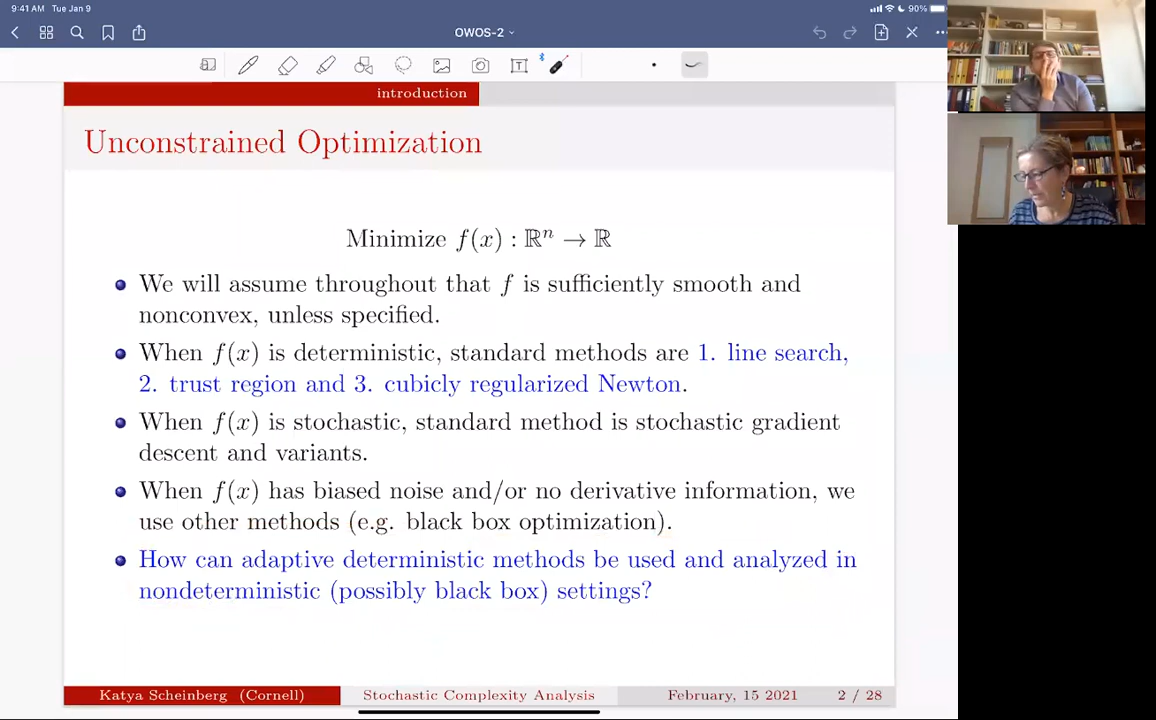 9:41 AM Tue Jan 9
90%
OWOS-2
introduction
Unconstrained Optimization
Minimize f(x) : ℝⁿ → ℝ
We will assume throughout that f is sufficiently smooth and
nonconvex, unless specified.
When f(x) is deterministic, standard methods are 1. line search,
2. trust region and 3. cubicly regularized Newton.
When f(x) is stochastic, standard method is stochastic gradient
descent and variants.
When f(x) has biased noise and/or no derivative information, we
use other methods (e.g. black box optimization).
How can adaptive deterministic methods be used and analyzed in
nondeterministic (possibly black box) settings?
Katya Scheinberg (Cornell) Stochastic Complexity Analysis February, 15 2021 2 / 28